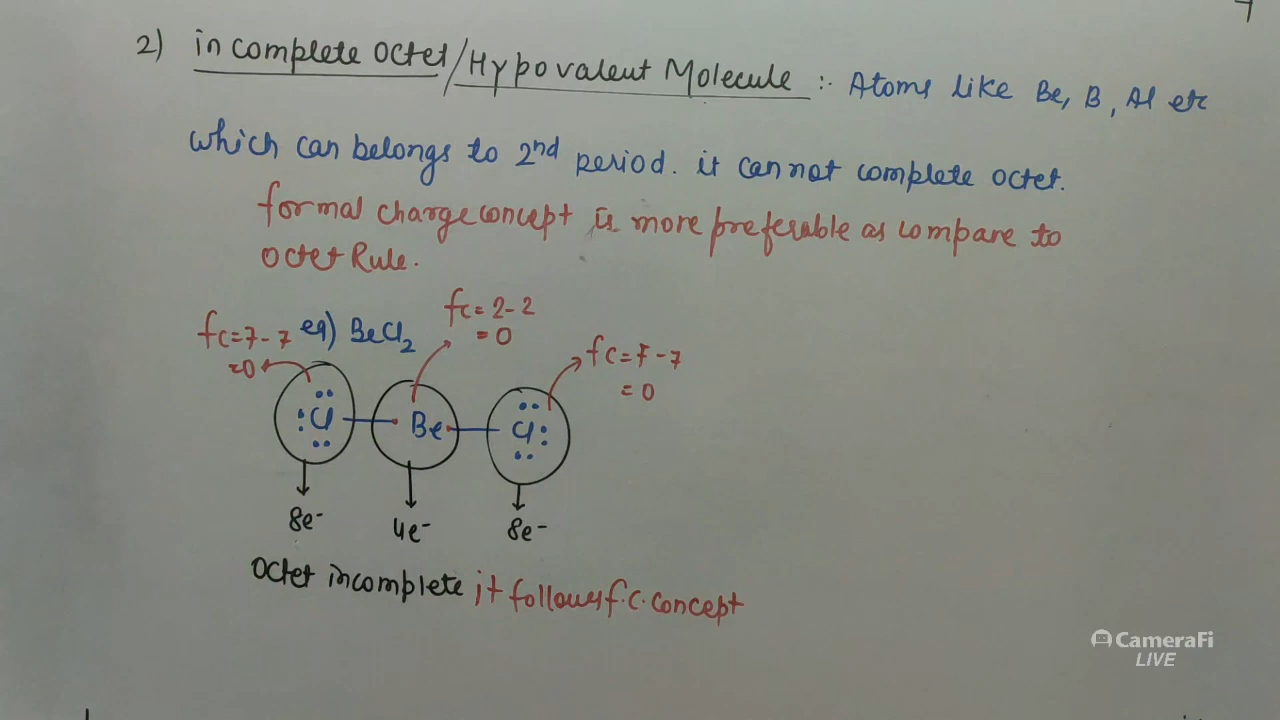 2) incomplete Octet/Hypovalent Molecule :- Atoms like Be, B, Al etc
which can belongs to 2nd period. it can not complete octet.
formal charge concept is more preferable as compare to
Octet Rule.
fc=2-2
=0
fc=7-7
=0
eq) BeCl2
fc=7-7
=0
Cl Be Cl
8e- 4e- 8e-
Octet incomplete it follows f.c. concept
CameraFi
LIVE